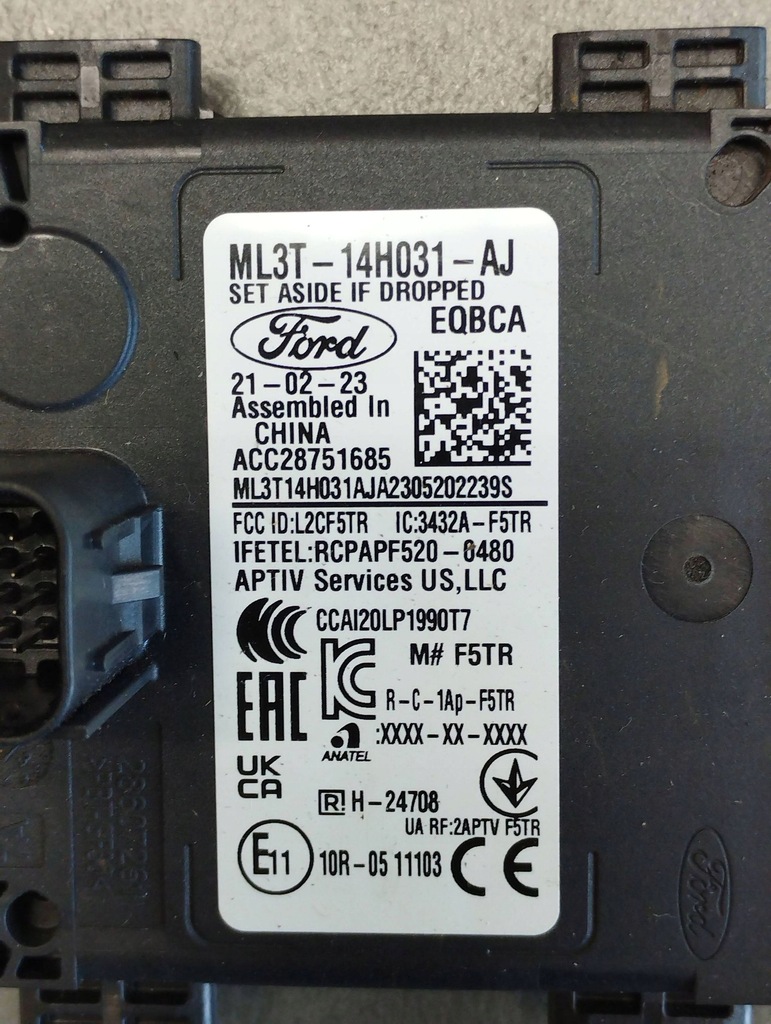 ML3T-14H031-AJ
SET ASIDE IF DROPPED
Ford EQBCA
21-02-23
Assembled In
CHINA
ACC28751685
ML3T14H031AJA2305202239S
FCC ID:L2CF5TR IC:3432A-F5TR
IFETEL:RCPAPF520-0480
APTIV Services US,LLC
CCAI20LP1990T7
M# F5TR
EAC KC R-C-1Ap-F5TR
ANATEL :XXXX-XX-XXXX
UK
CA
R! H-24708
UA RF:2APTV F5TR
E11 10R-05 11103 CE
Ford